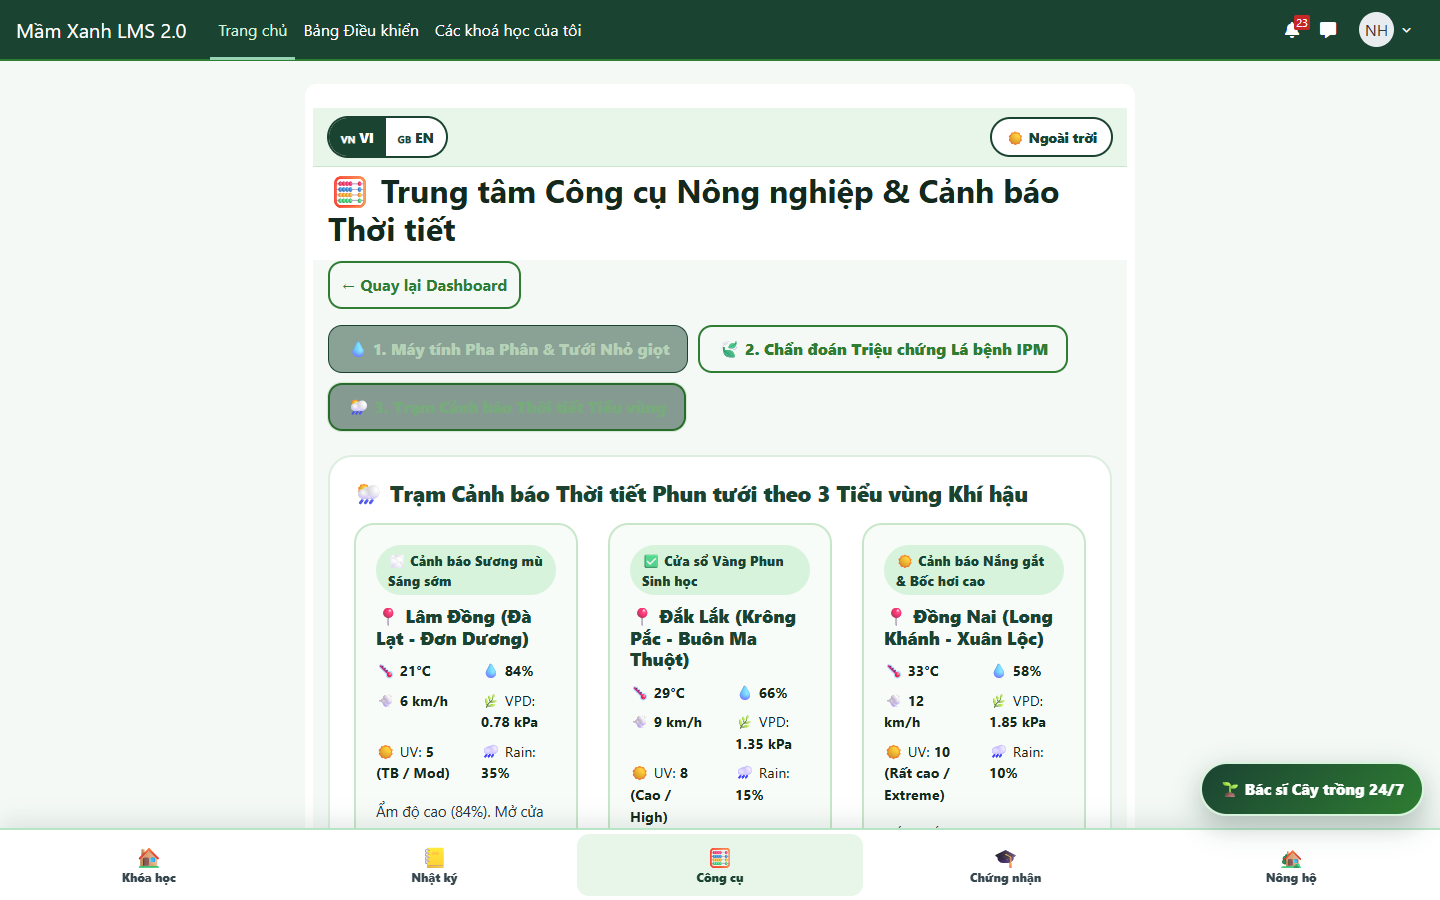 Mầm Xanh LMS 2.0
Trang chủ
Bảng Điều khiển
Các khoá học của tôi
23
NH
VN VI
GB EN
Ngoài trời
Trung tâm Công cụ Nông nghiệp & Cảnh báo
Thời tiết
← Quay lại Dashboard
1. Máy tính Pha Phân & Tưới Nhỏ giọt
2. Chẩn đoán Triệu chứng Lá bệnh IPM
3. Trạm Cảnh báo Thời tiết Tiểu vùng
Trạm Cảnh báo Thời tiết Phun tưới theo 3 Tiểu vùng Khí hậu
Cảnh báo Sương mù
Sáng sớm
Lâm Đồng (Đà
Lạt - Đơn Dương)
21°C
84%
6 km/h
VPD:
0.78 kPa
UV: 5
(TB / Mod)
Rain:
35%
Ẩm độ cao (84%). Mở cửa
Cửa sổ Vàng Phun
Sinh học
Đắk Lắk (Krông
Pắc - Buôn Ma
Thuột)
29°C
66%
9 km/h
VPD:
1.35 kPa
UV: 8
(Cao /
High)
Rain:
15%
Cảnh báo Nắng gắt
& Bốc hơi cao
Đồng Nai (Long
Khánh - Xuân Lộc)
33°C
58%
12
km/h
VPD:
1.85 kPa
UV: 10
(Rất cao /
Extreme)
Rain:
10%
Bác sĩ Cây trồng 24/7
Khóa học
Nhật ký
Công cụ
Chứng nhận
Nông hộ